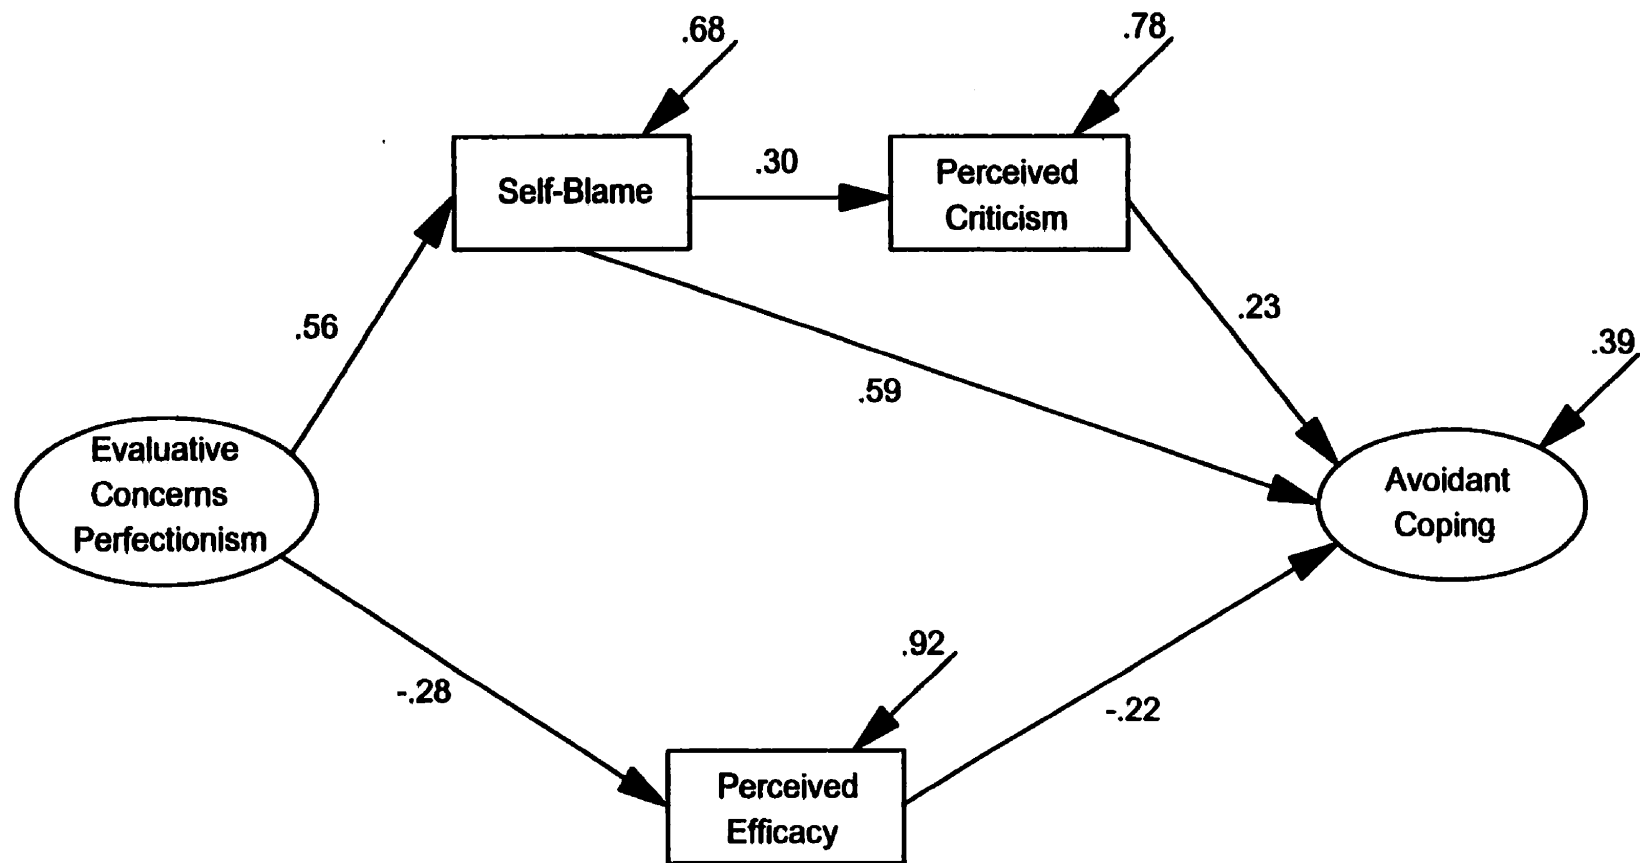 .68
.78
Self-Blame
.30
Perceived
Criticism
.56
.23
.59
.39
Evaluative
Concerns
Perfectionism
Avoidant
Coping
-.28
.92
-.22
Perceived
Efficacy